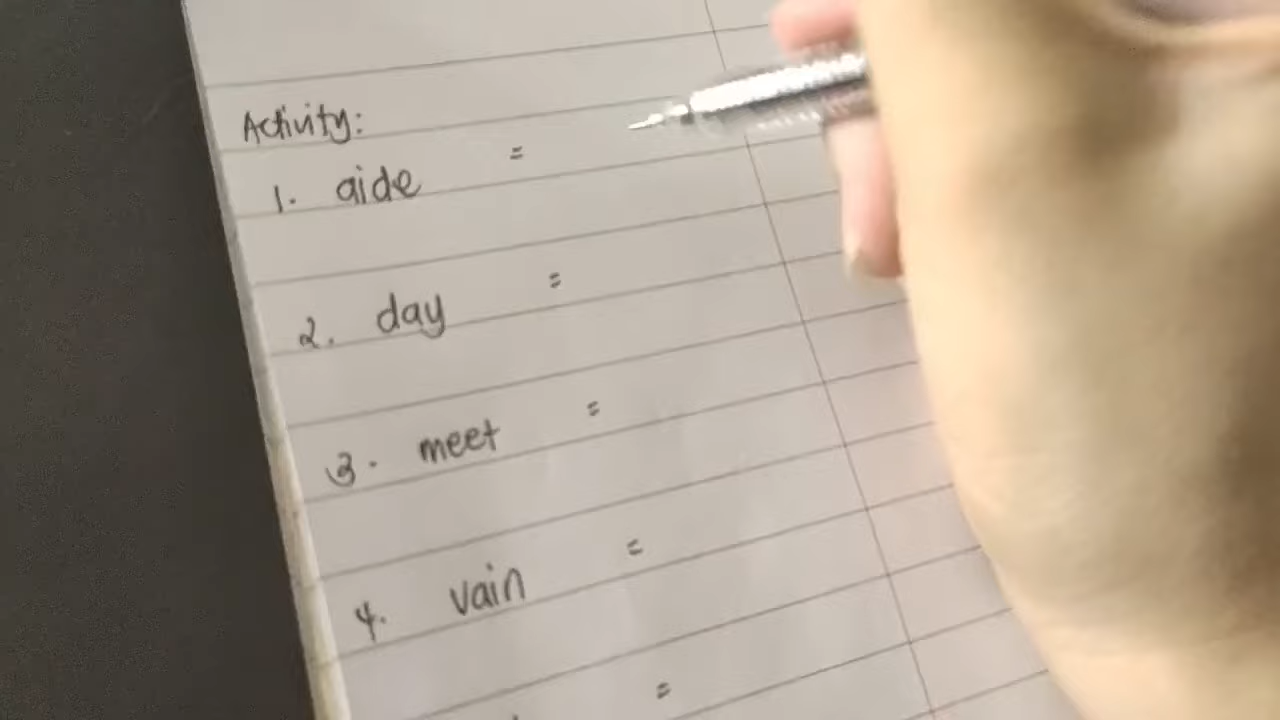 Activity:
1. aide =
2. day =
3. meet =
4. vain =
=